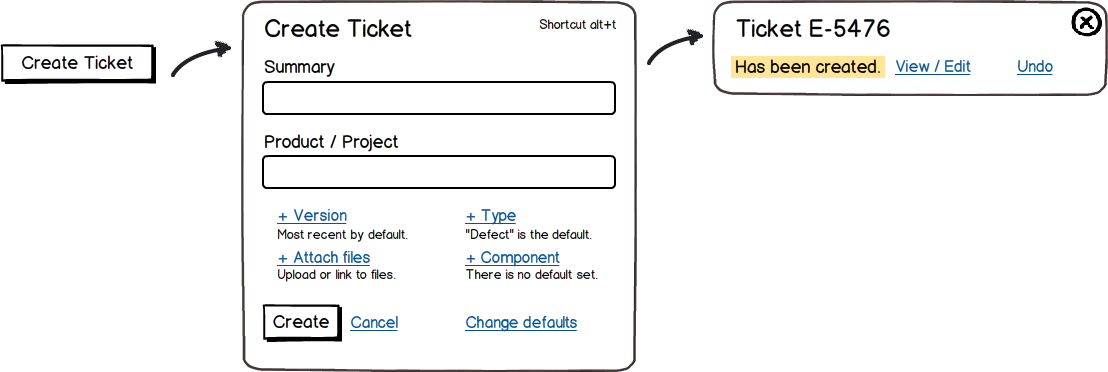 Create Ticket
Create Ticket
Shortcut alt+t
Summary
Product / Project
+ Version
Most recent by default.
+ Type
"Defect" is the default.
+ Attach files
Upload or link to files.
+ Component
There is no default set.
Create
Cancel
Change defaults
Ticket E-5476
Has been created.
View / Edit
Undo